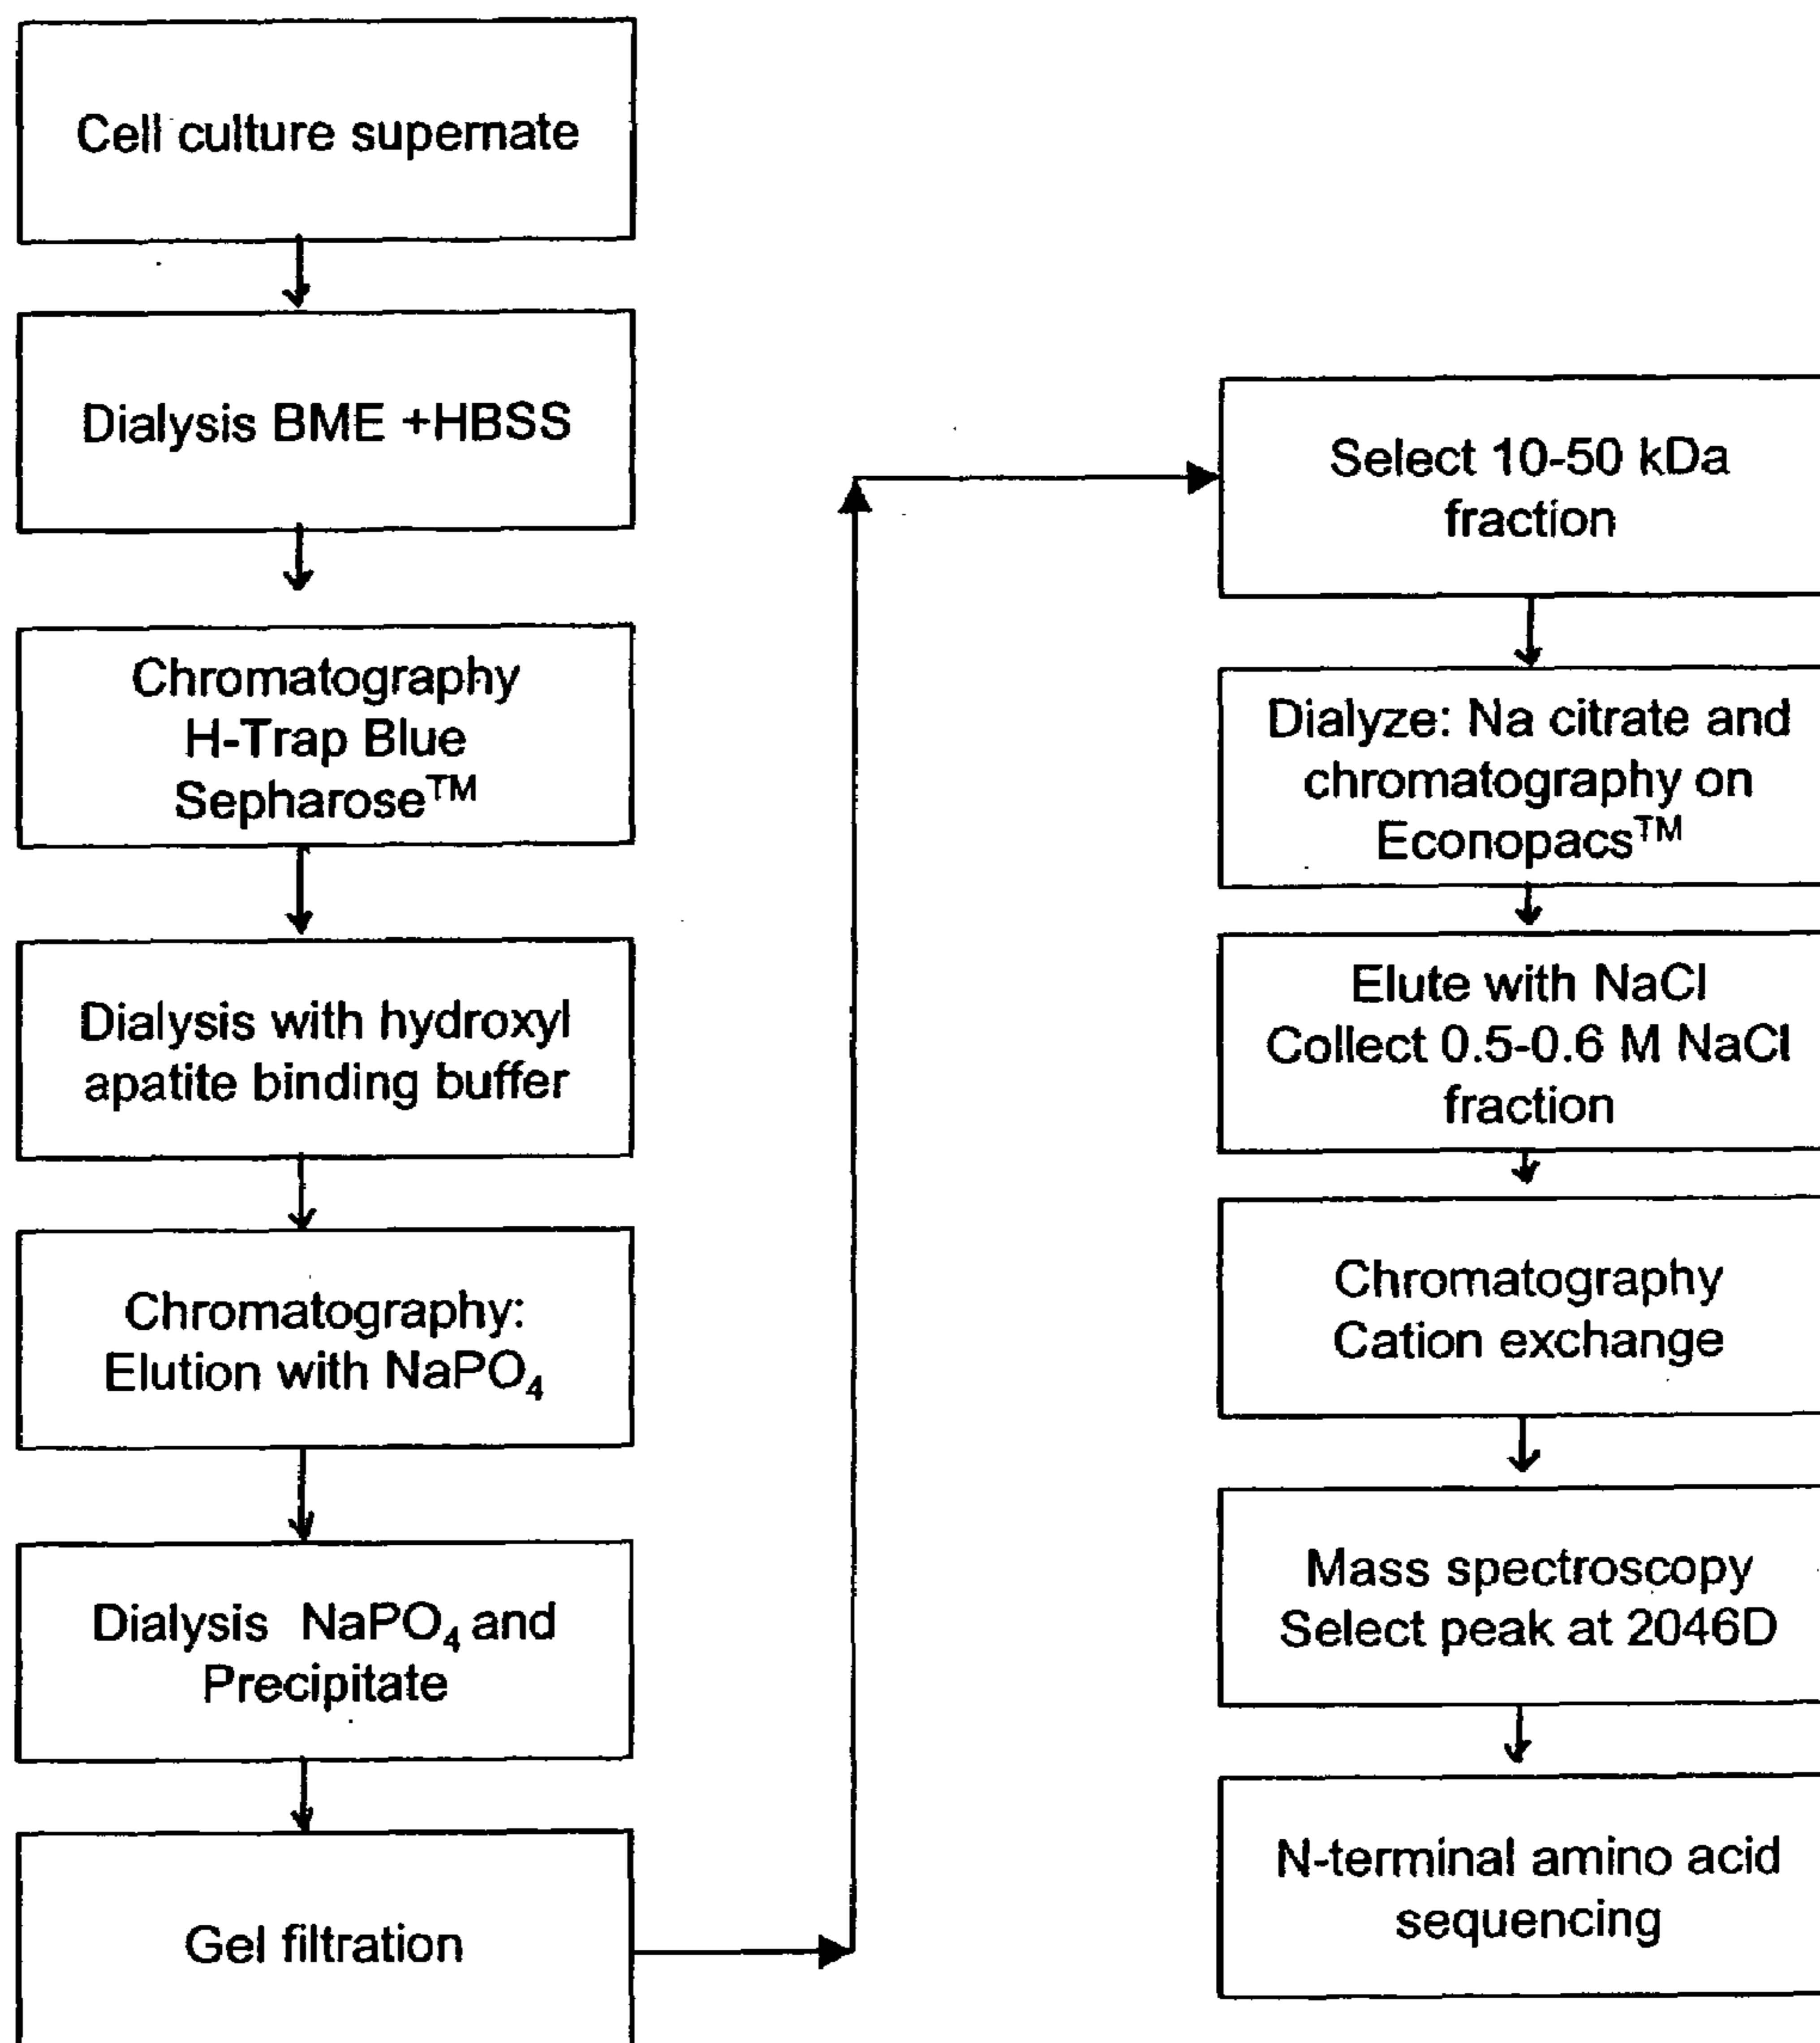 Cell culture supernate
Dialysis BME +HBSS
Chromatography
H-Trap Blue
Sepharose™
Dialysis with hydroxyl
apatite binding buffer
Chromatography:
Elution with NaPO₄
Dialysis NaPO₄ and
Precipitate
Gel filtration
Select 10-50 kDa
fraction
Dialyze: Na citrate and
chromatography on
Econopacs™
Elute with NaCl
Collect 0.5-0.6 M NaCl
fraction
Chromatography
Cation exchange
Mass spectroscopy
Select peak at 2046D
N-terminal amino acid
sequencing